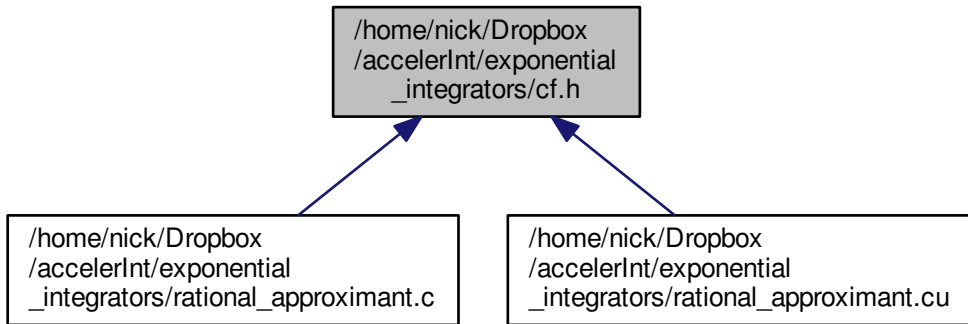 /home/nick/Dropbox
/accelerInt/exponential
_integrators/cf.h
/home/nick/Dropbox
/accelerInt/exponential
_integrators/rational_approximant.c
/home/nick/Dropbox
/accelerInt/exponential
_integrators/rational_approximant.cu